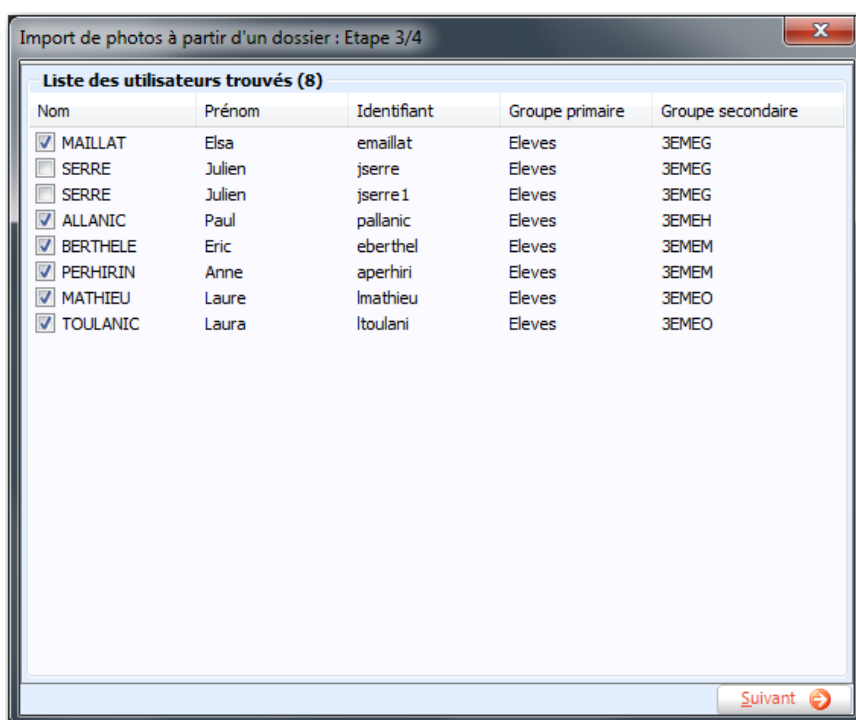 Import de photos à partir d'un dossier : Etape 3/4
Liste des utilisateurs trouvés (8)
Nom Prénom Identifiant Groupe primaire Groupe secondaire
MAILLAT Elsa emaillat Eleves 3EMEG
SERRE Julien jserre Eleves 3EMEG
SERRE Julien jserre1 Eleves 3EMEG
ALLANIC Paul pallanic Eleves 3EMEH
BERTHELE Eric eberthel Eleves 3EMEM
PERHIRIN Anne aperhiri Eleves 3EMEM
MATHIEU Laure lmathieu Eleves 3EMEO
TOULANIC Laura ltoulani Eleves 3EMEO
Suivant